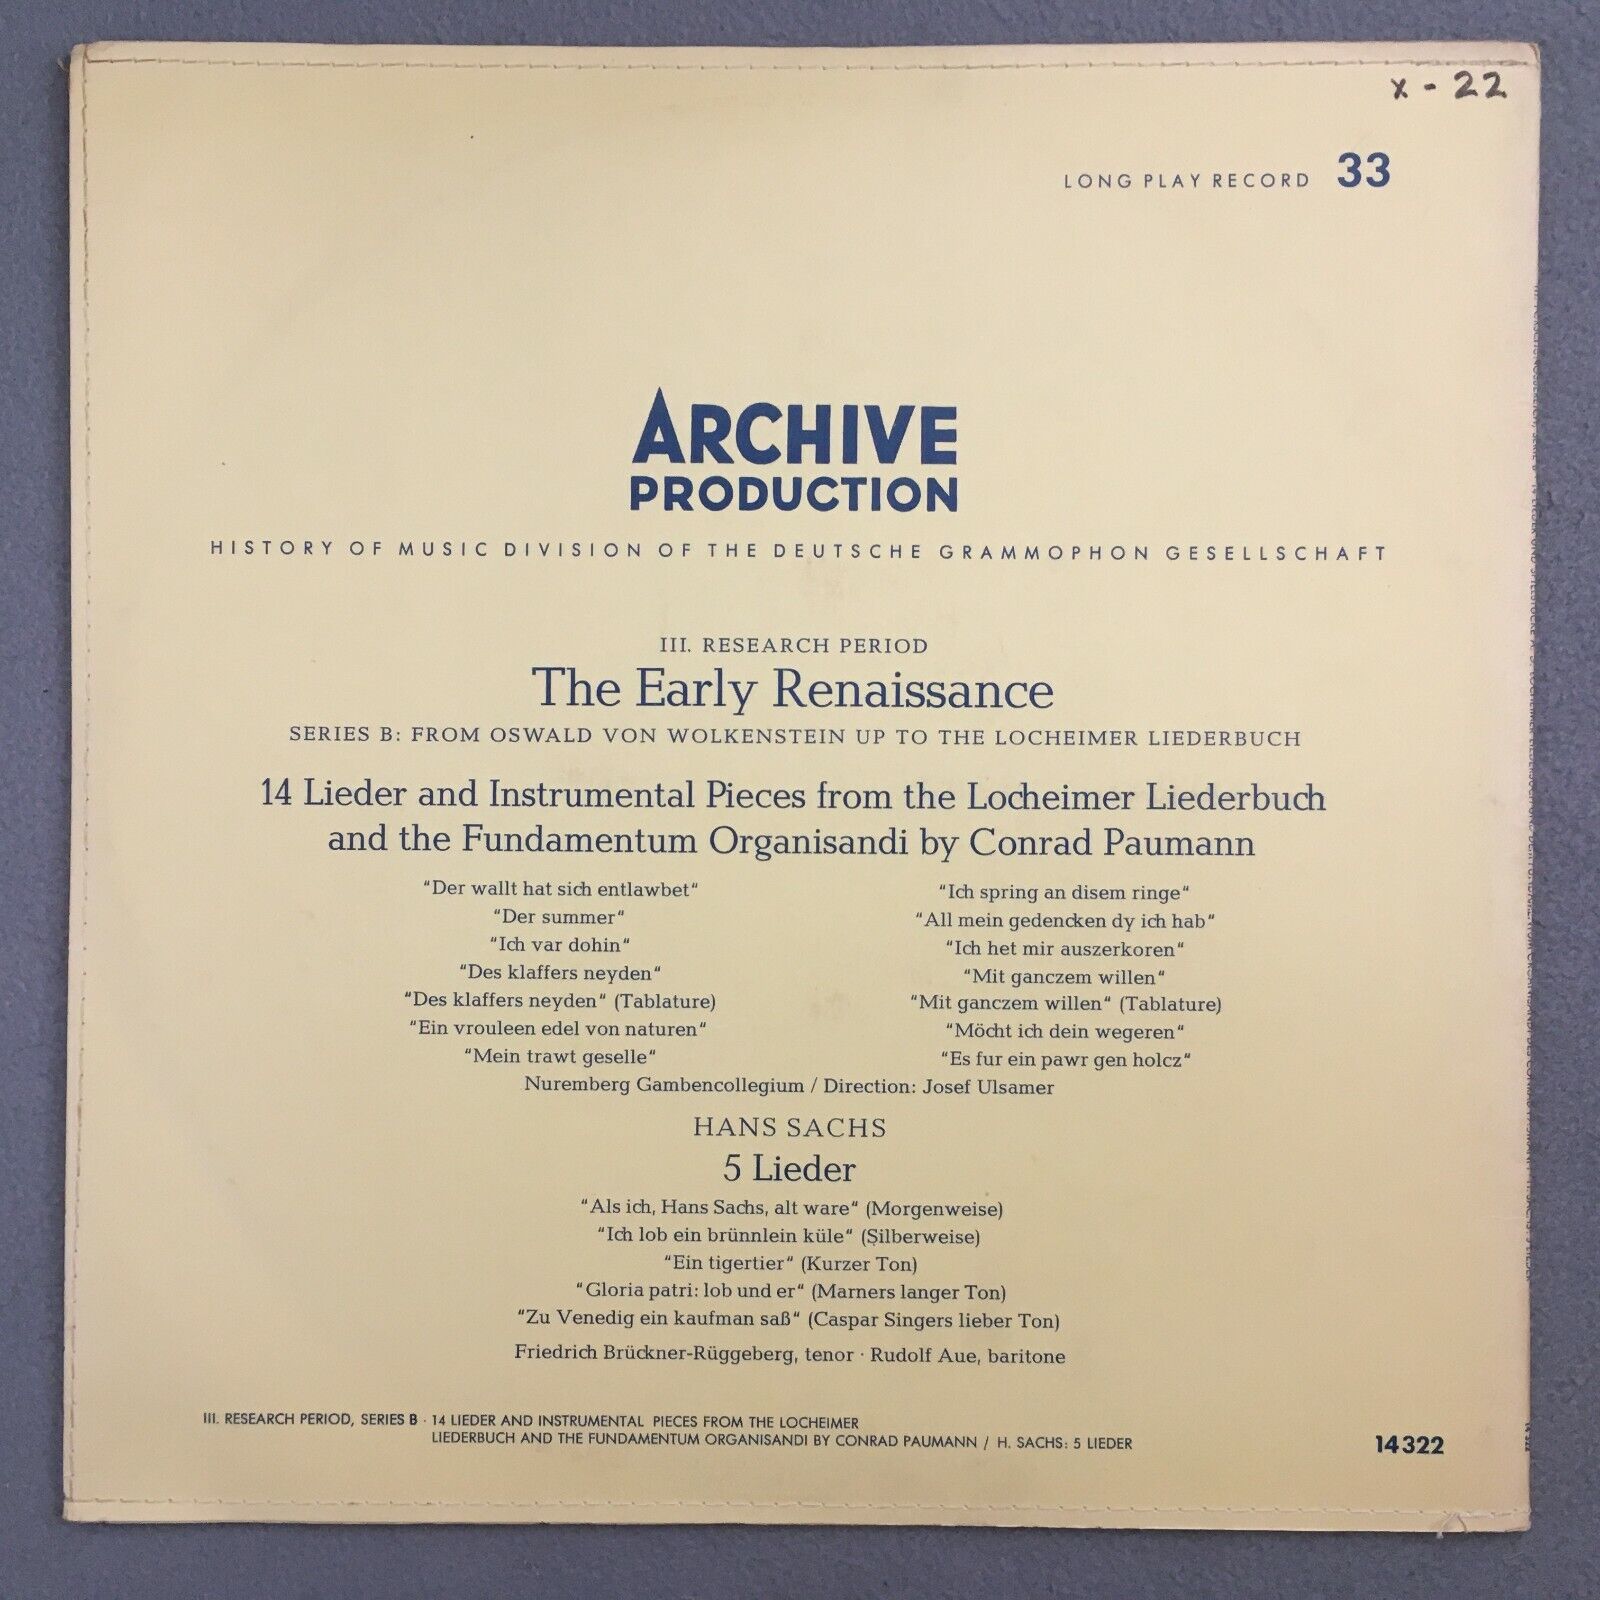 x - 22
LONG PLAY RECORD 33
ARCHIVE
PRODUCTION
HISTORY OF MUSIC DIVISION OF THE DEUTSCHE GRAMMOPHON GESELLSCHAFT
III. RESEARCH PERIOD
The Early Renaissance
SERIES B: FROM OSWALD VON WOLKENSTEIN UP TO THE LOCHEIMER LIEDERBUCH
14 Lieder and Instrumental Pieces from the Locheimer Liederbuch
and the Fundamentum Organisandi by Conrad Paumann
“Der wallt hat sich entlawbet“
“Der summer“
“Ich var dohin“
“Des klaffers neyden“
“Des klaffers neyden“ (Tablature)
“Ein vrouleen edel von naturen“
“Mein trawt geselle“
“Ich spring an disem ringe“
“All mein gedencken dy ich hab“
“Ich het mir auszerkoren“
“Mit ganczem willen“
“Mit ganczem willen“ (Tablature)
“Möcht ich dein wegeren“
“Es fur ein pawr gen holcz“
Nuremberg Gambencollegium / Direction: Josef Ulsamer
HANS SACHS
5 Lieder
“Als ich, Hans Sachs, alt ware“ (Morgenweise)
“Ich lob ein brünnlein küle“ (Silberweise)
“Ein tigertier“ (Kurzer Ton)
“Gloria patri: lob und er“ (Marners langer Ton)
“Zu Venedig ein kaufman saß“ (Caspar Singers lieber Ton)
Friedrich Brückner-Rüggeberg, tenor · Rudolf Aue, baritone
III. RESEARCH PERIOD, SERIES B · 14 LIEDER AND INSTRUMENTAL PIECES FROM THE LOCHEIMER
LIEDERBUCH AND THE FUNDAMENTUM ORGANISANDI BY CONRAD PAUMANN / H. SACHS: 5 LIEDER
14322